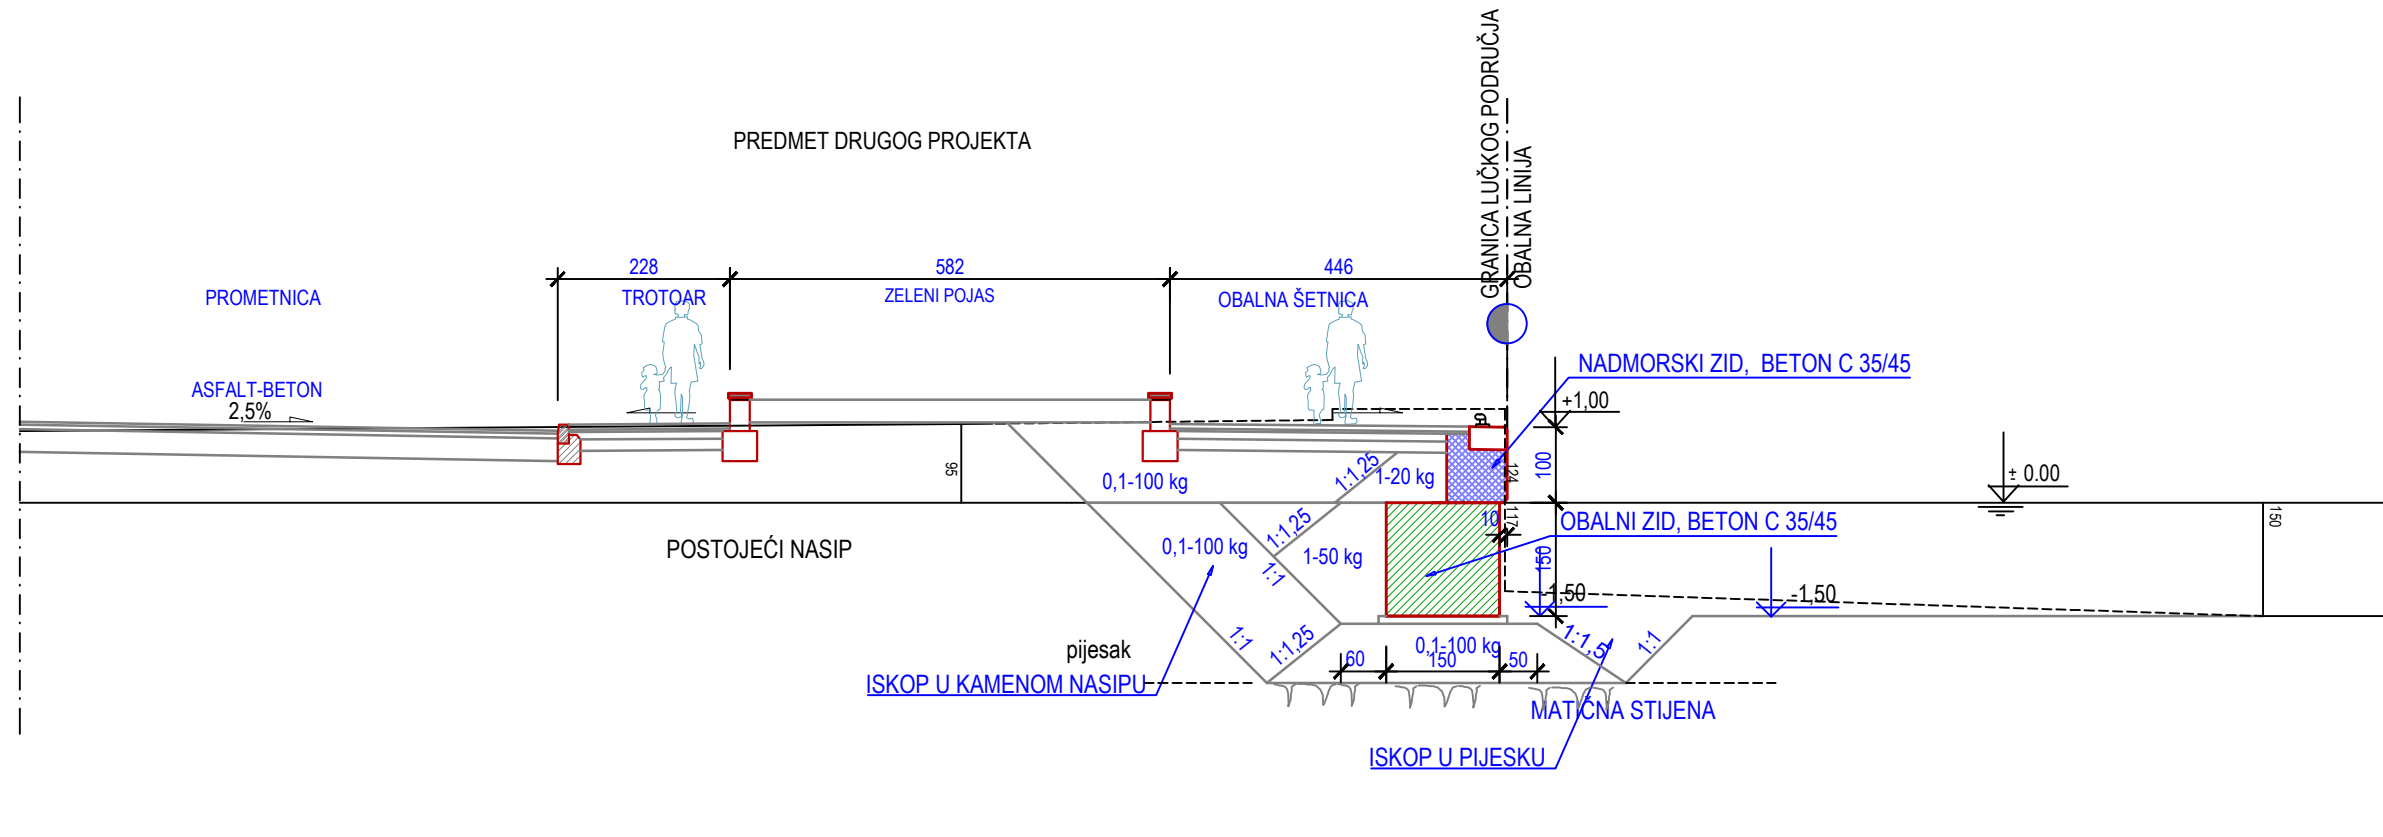 GRANICA LUČKOG PODRUČJA
OBALNA LINIJA
PREDMET DRUGOG PROJEKTA
228
582
446
PROMETNICA
TROTOAR
ZELENI POJAS
OBALNA ŠETNICA
NADMORSKI ZID, BETON C 35/45
ASFALT-BETON
2,5%
+1,00
95
0,1-100 kg
1:1,25
1-20 kg
124
100
± 0.00
POSTOJEĆI NASIP
0,1-100 kg
1:1,25
1-50 kg
10
117
OBALNI ZID, BETON C 35/45
150
150
1:1
-1,50
-1,50
1:1
1:1,25
0,1-100 kg
1:1,5
1:1
pijesak
60
150
50
ISKOP U KAMENOM NASIPU
MATIČNA STIJENA
ISKOP U PIJESKU